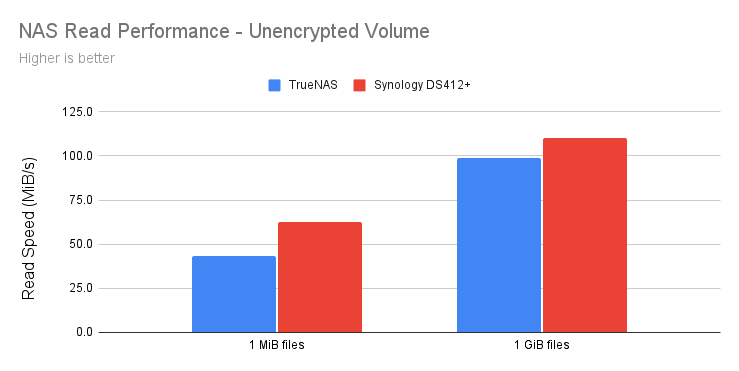 NAS Read Performance - Unencrypted Volume
Higher is better
TrueNAS Synology DS412+
Read Speed (MiB/s)
125.0
100.0
75.0
50.0
25.0
0.0
1 MiB files 1 GiB files